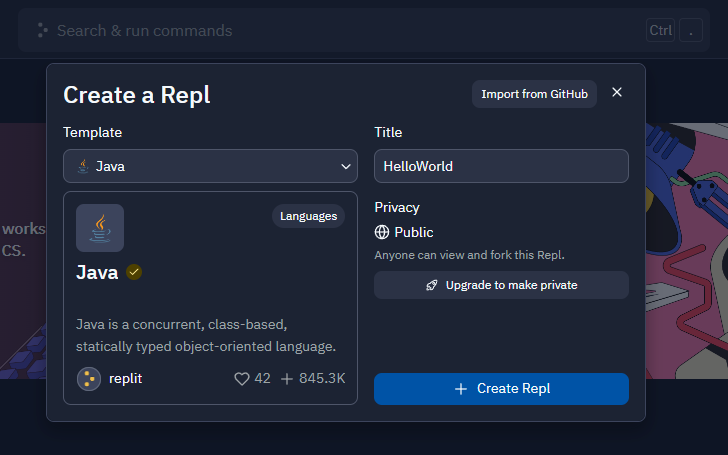 Search & run commands
Ctrl .
Create a Repl
Import from GitHub
Template
Title
Java
HelloWorld
Languages
Java
Java is a concurrent, class-based,
statically typed object-oriented language.
replit
42
845.3K
Privacy
Public
Anyone can view and fork this Repl.
Upgrade to make private
Create Repl
works
CS.